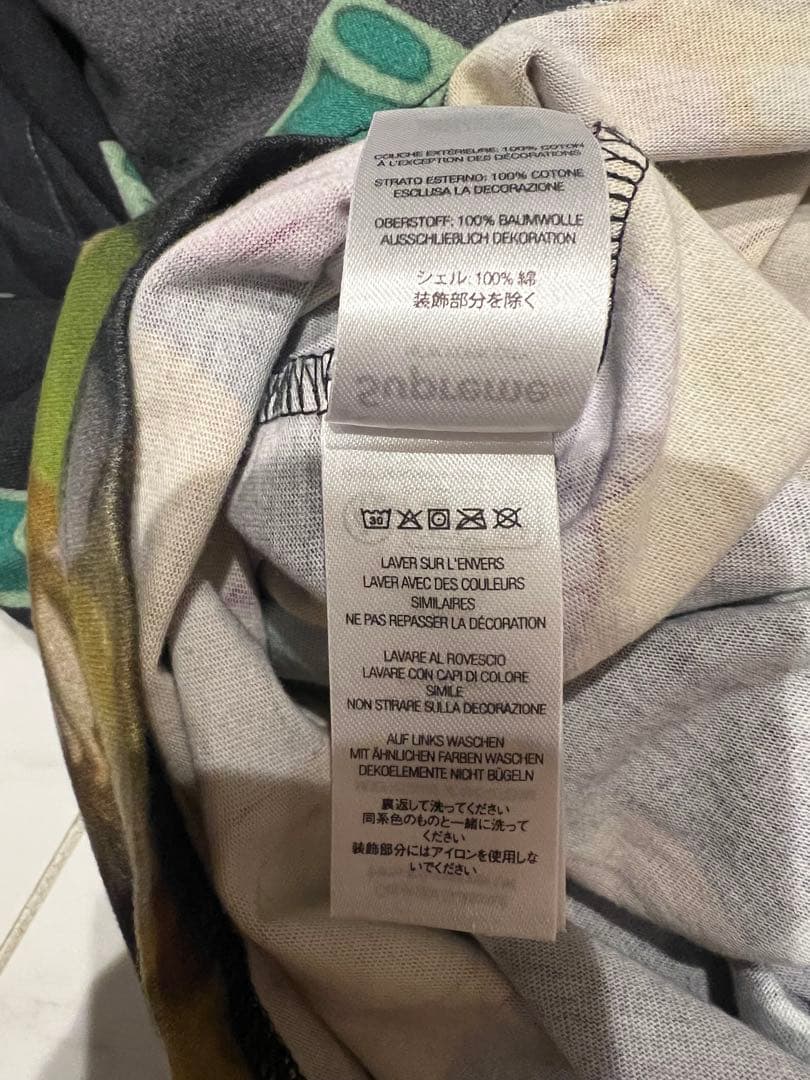 COUCHE EXTÉRIEURE: 100% COTON
À L'EXCEPTION DES DÉCORATIONS
STRATO ESTERNO: 100% COTONE
ESCLUSA LA DECORAZIONE
OBERSTOFF: 100% BAUMWOLLE
AUSSCHLIEBLICH DEKORATION
シェル: 100% 綿
装飾部分を除く
Supreme
30
LAVER SUR L'ENVERS
LAVER AVEC DES COULEURS
SIMILAIRES
NE PAS REPASSER LA DÉCORATION
LAVARE AL ROVESCIO
LAVARE CON CAPI DI COLORE
SIMILE
NON STIRARE SULLA DECORAZIONE
AUF LINKS WASCHEN
MIT ÄHNLICHEN FARBEN WASCHEN
DEKOELEMENTE NICHT BÜGELN
裏返して洗ってください
同系色のものと一緒に洗って
ください
装飾部分にはアイロンを使用しな
いでください